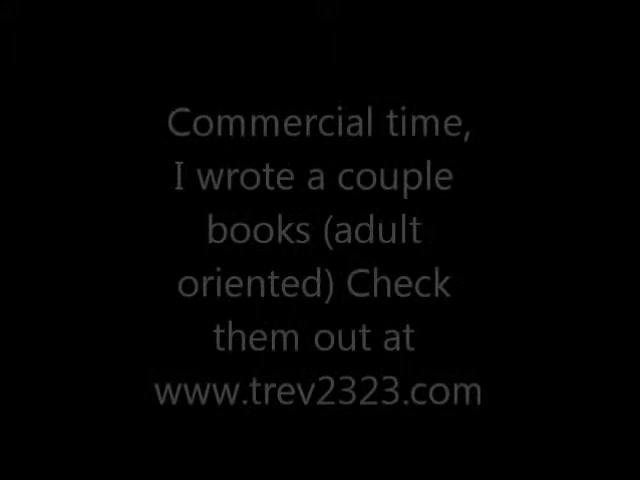 Commercial time,
I wrote a couple
books (adult
oriented) Check
them out at
www.trev2323.com